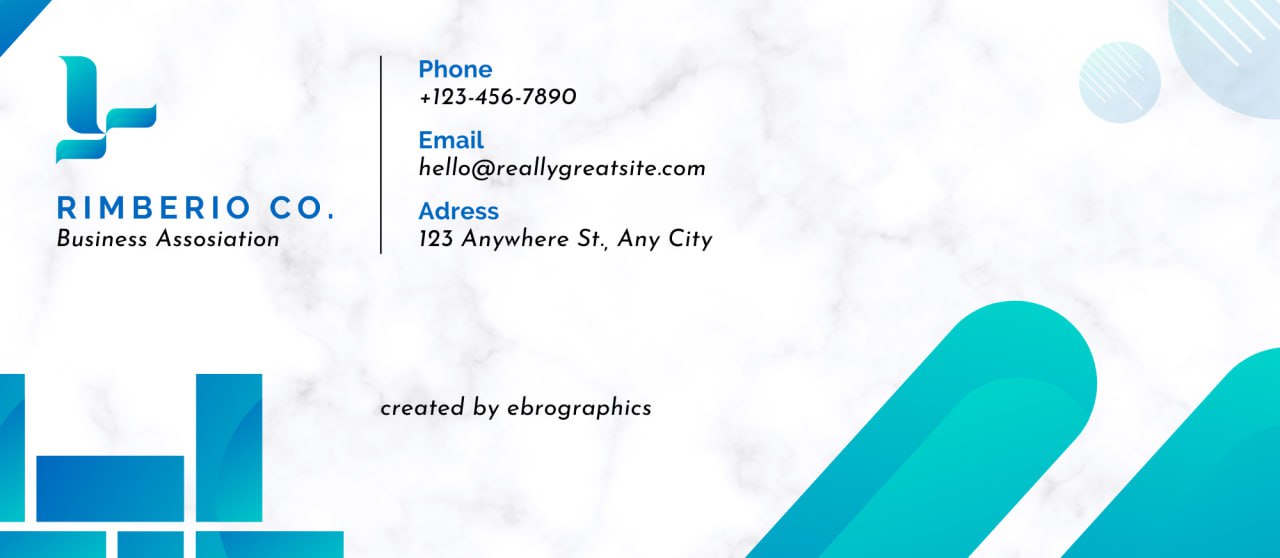 RIMBERIO CO.
Business Assosiation
Phone
+123-456-7890
Email
hello@reallygreatsite.com
Adress
123 Anywhere St., Any City
created by ebrographics